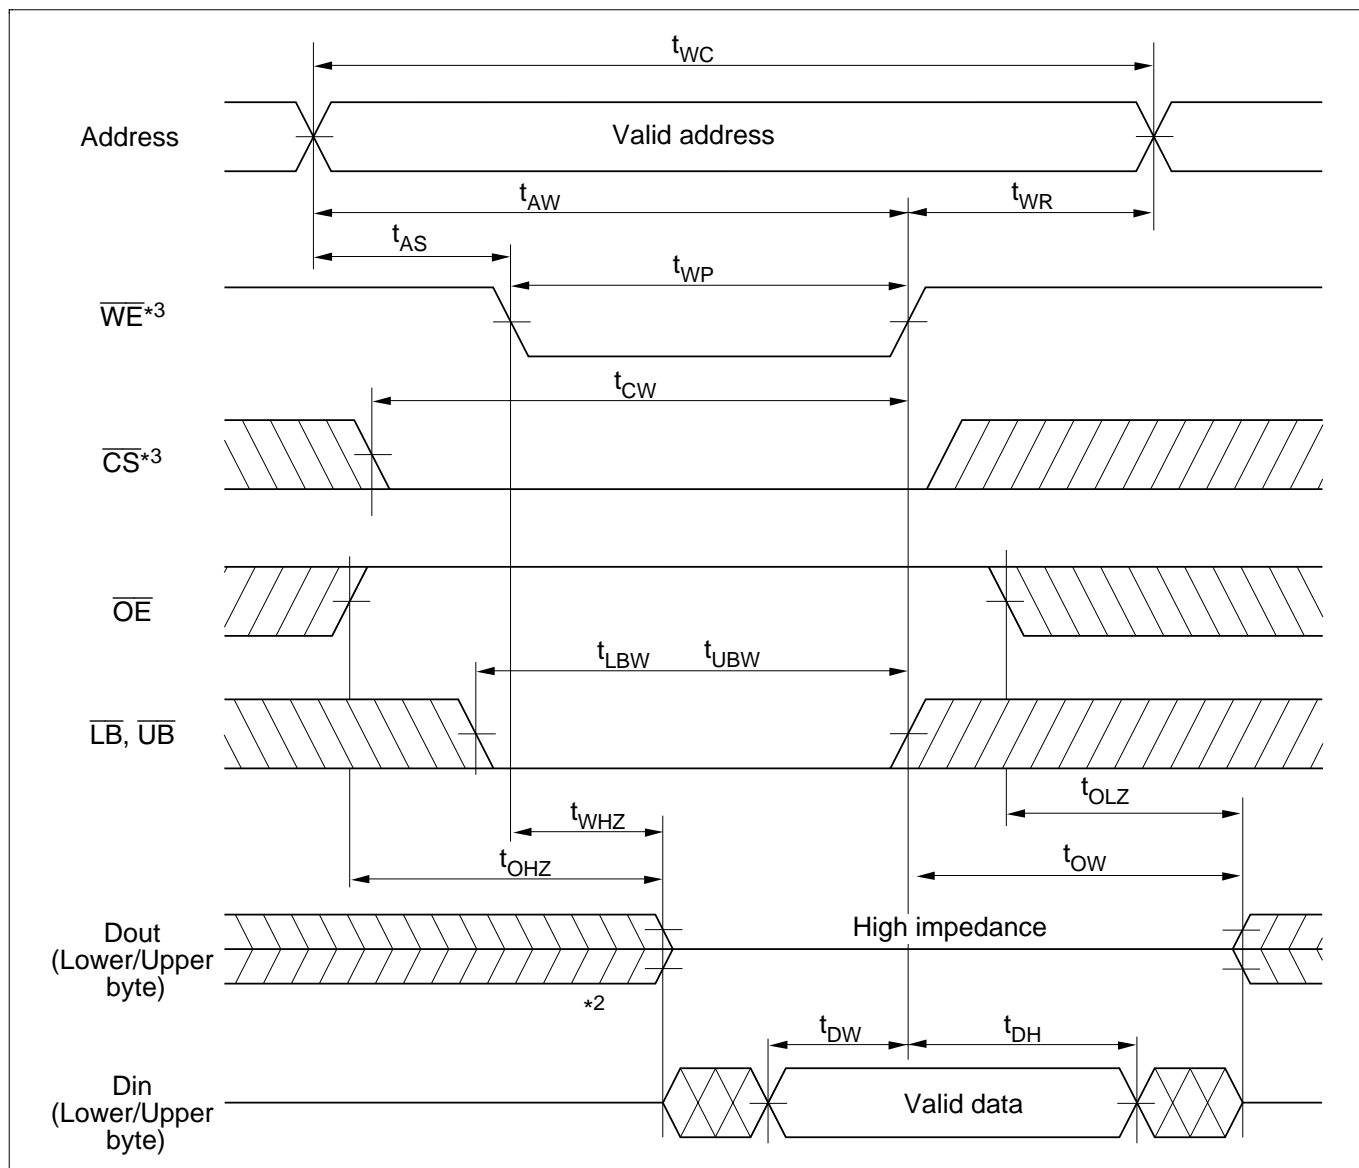 tWC
Address
Valid address
tAW
tWR
tAS
tWP
WE*3
tCW
CS*3
OE
tLBW tUBW
LB, UB
tOLZ
tWHZ
tOHZ
tOW
Dout
(Lower/Upper
byte)
High impedance
*2
tDW
tDH
Din
(Lower/Upper
byte)
Valid data